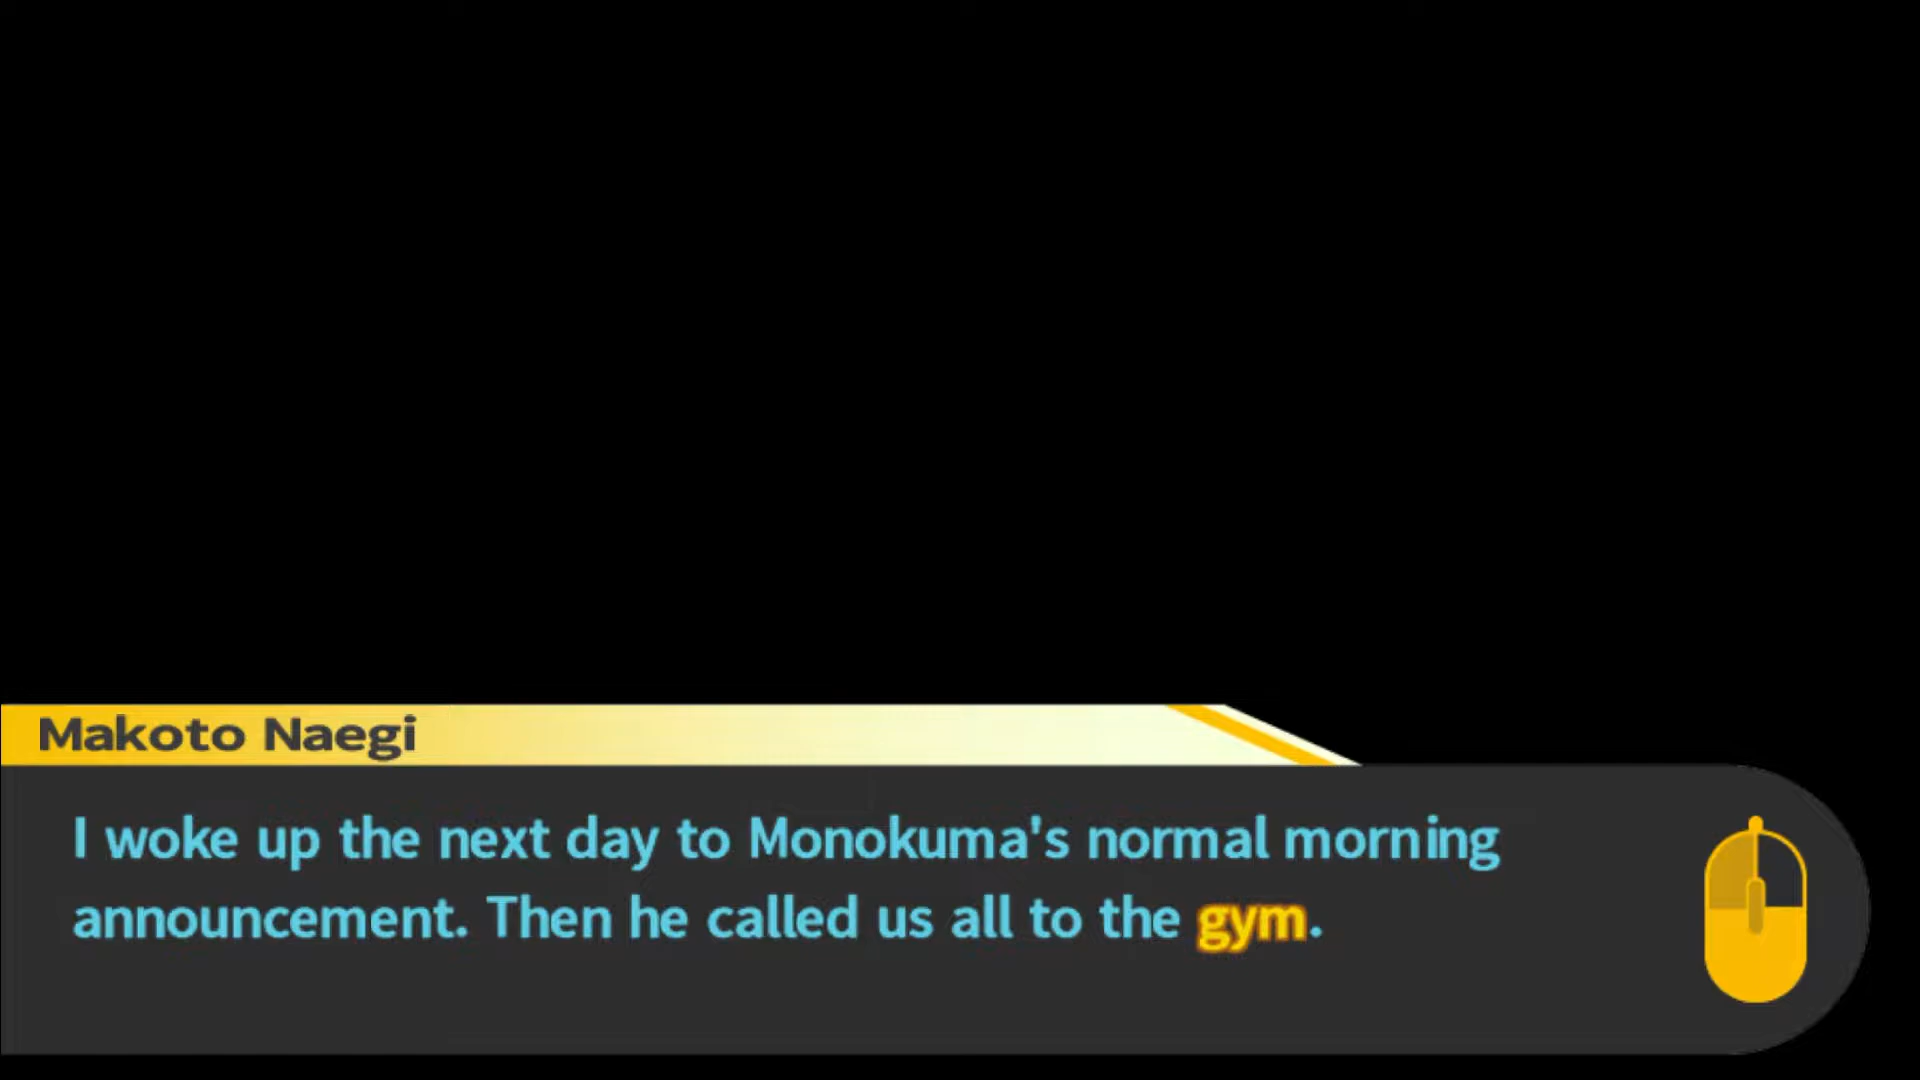 Makoto Naegi
I woke up the next day to Monokuma's normal morning
announcement. Then he called us all to the gym.